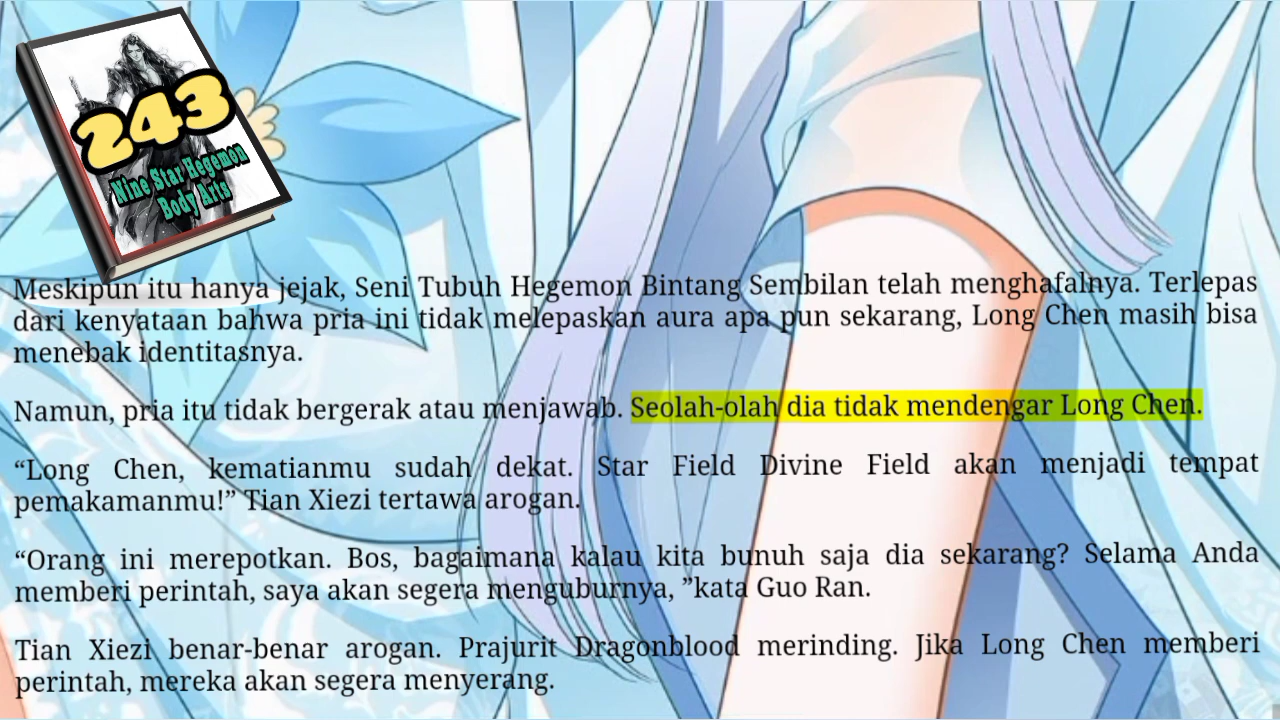 243
Nine Star Hegemon
Body Arts
Meskipun itu hanya jejak, Seni Tubuh Hegemon Bintang Sembilan telah menghafalnya. Terlepas
dari kenyataan bahwa pria ini tidak melepaskan aura apa pun sekarang, Long Chen masih bisa
menebak identitasnya.
Namun, pria itu tidak bergerak atau menjawab. Seolah-olah dia tidak mendengar Long Chen.
“Long Chen, kematianmu sudah dekat. Star Field Divine Field akan menjadi tempat
pemakamanmu!” Tian Xiezi tertawa arogan.
“Orang ini merepotkan. Bos, bagaimana kalau kita bunuh saja dia sekarang? Selama Anda
memberi perintah, saya akan segera menguburnya, ”kata Guo Ran.
Tian Xiezi benar-benar arogan. Prajurit Dragonblood merinding. Jika Long Chen memberi
perintah, mereka akan segera menyerang.